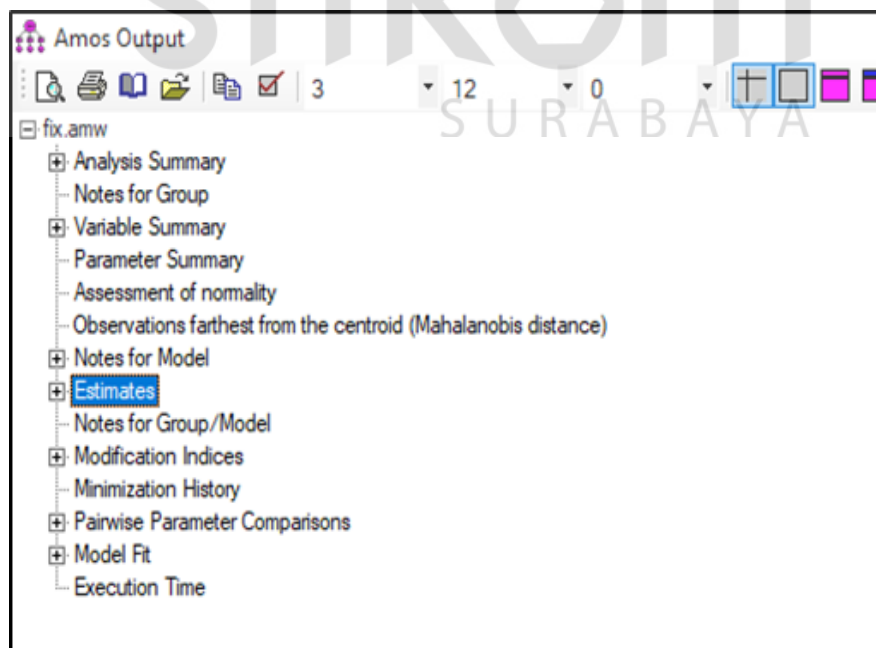 Amos Output
3 12 0
SURABAYA
fix.amw
Analysis Summary
Notes for Group
Variable Summary
Parameter Summary
Assessment of normality
Observations farthest from the centroid (Mahalanobis distance)
Notes for Model
Estimates
Notes for Group/Model
Modification Indices
Minimization History
Pairwise Parameter Comparisons
Model Fit
Execution Time